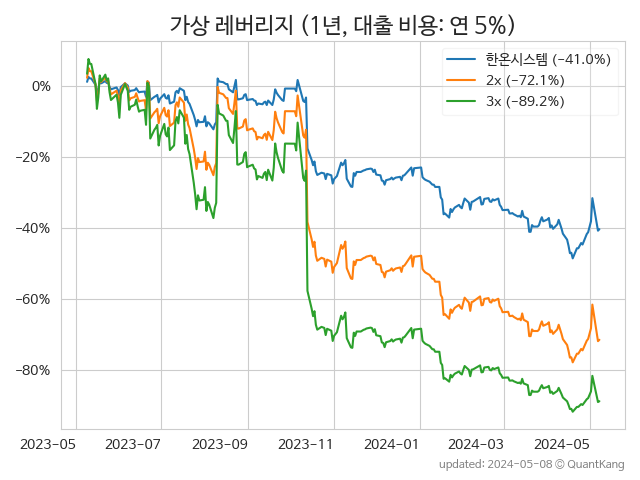 가상 레버리지 (1년, 대출 비용: 연 5%)
한온시스템 (−41.0%)
2x (−72.1%)
3x (−89.2%)
0%
−20%
−40%
−60%
−80%
2023-05 2023-07 2023-09 2023-11 2024-01 2024-03 2024-05
updated: 2024-05-08 © QuantKang